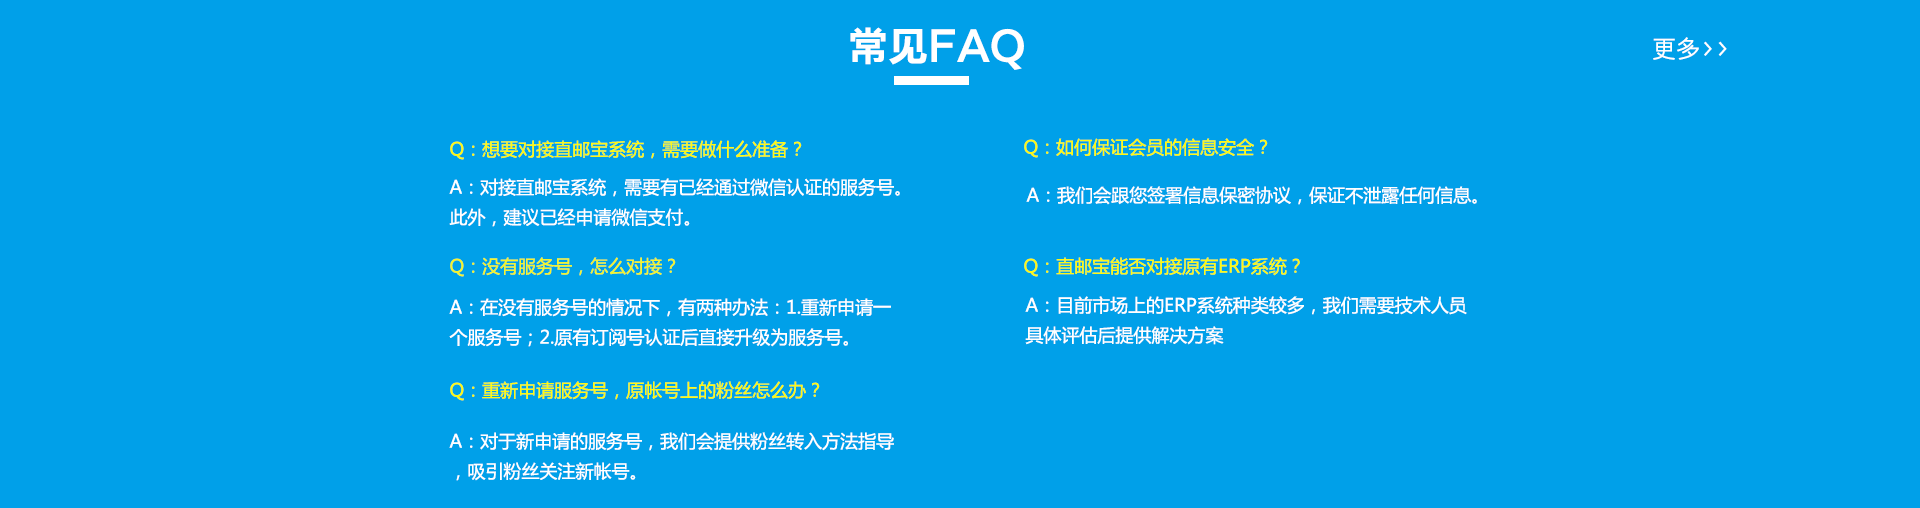 常见FAQ
更多>>
Q：想要对接直邮宝系统，需要做什么准备？
A：对接直邮宝系统，需要有已经通过微信认证的服务号。
此外，建议已经申请微信支付。
Q：没有服务号，怎么对接？
A：在没有服务号的情况下，有两种办法：1.重新申请一
个服务号；2.原有订阅号认证后直接升级为服务号。
Q：重新申请服务号，原帐号上的粉丝怎么办？
A：对于新申请的服务号，我们会提供粉丝转入方法指导
，吸引粉丝关注新帐号。
Q：如何保证会员的信息安全？
A：我们会跟您签署信息保密协议，保证不泄露任何信息。
Q：直邮宝能否对接原有ERP系统？
A：目前市场上的ERP系统种类较多，我们需要技术人员
具体评估后提供解决方案